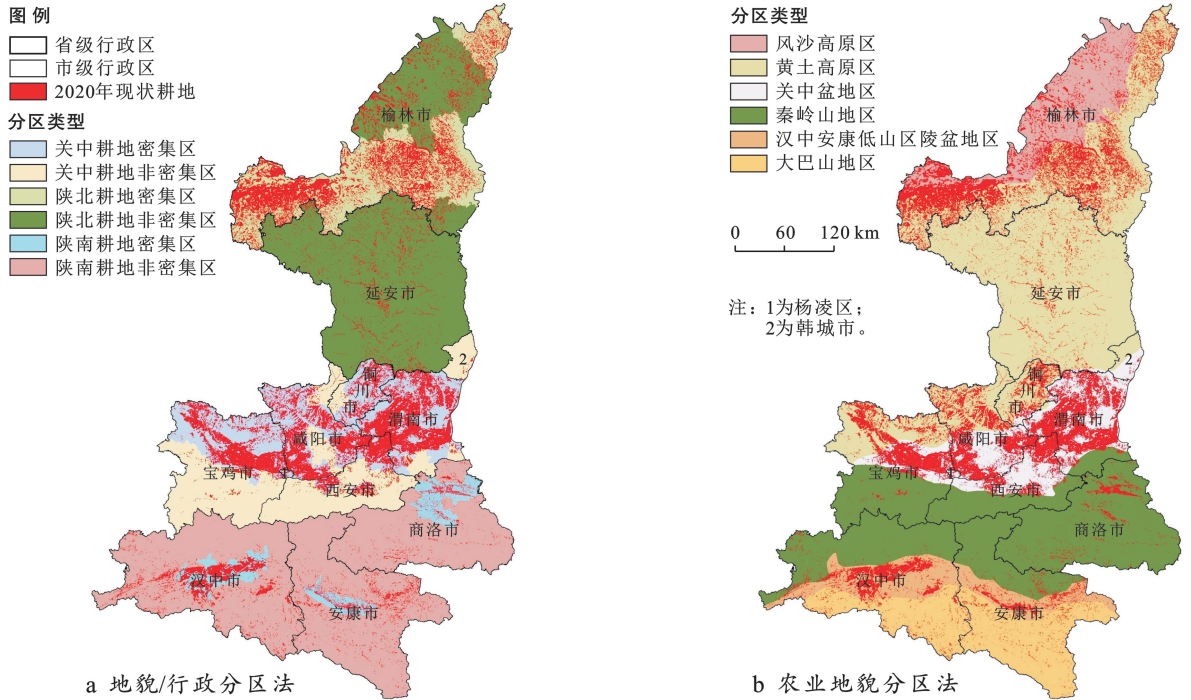 图例
省级行政区
市级行政区
2020年现状耕地
分区类型
关中耕地密集区
关中耕地非密集区
陕北耕地密集区
陕北耕地非密集区
陕南耕地密集区
陕南耕地非密集区
榆林市
延安市
2
铜川市
渭南市
咸阳市
宝鸡市
1
西安市
商洛市
汉中市
安康市
a 地貌/行政分区法
分区类型
风沙高原区
黄土高原区
关中盆地区
秦岭山地区
汉中安康低山区陵盆地区
大巴山地区
0 60 120 km
注：1为杨凌区；
2为韩城市。
榆林市
延安市
2
铜川市
渭南市
咸阳市
宝鸡市
1
西安市
商洛市
汉中市
安康市
b 农业地貌分区法